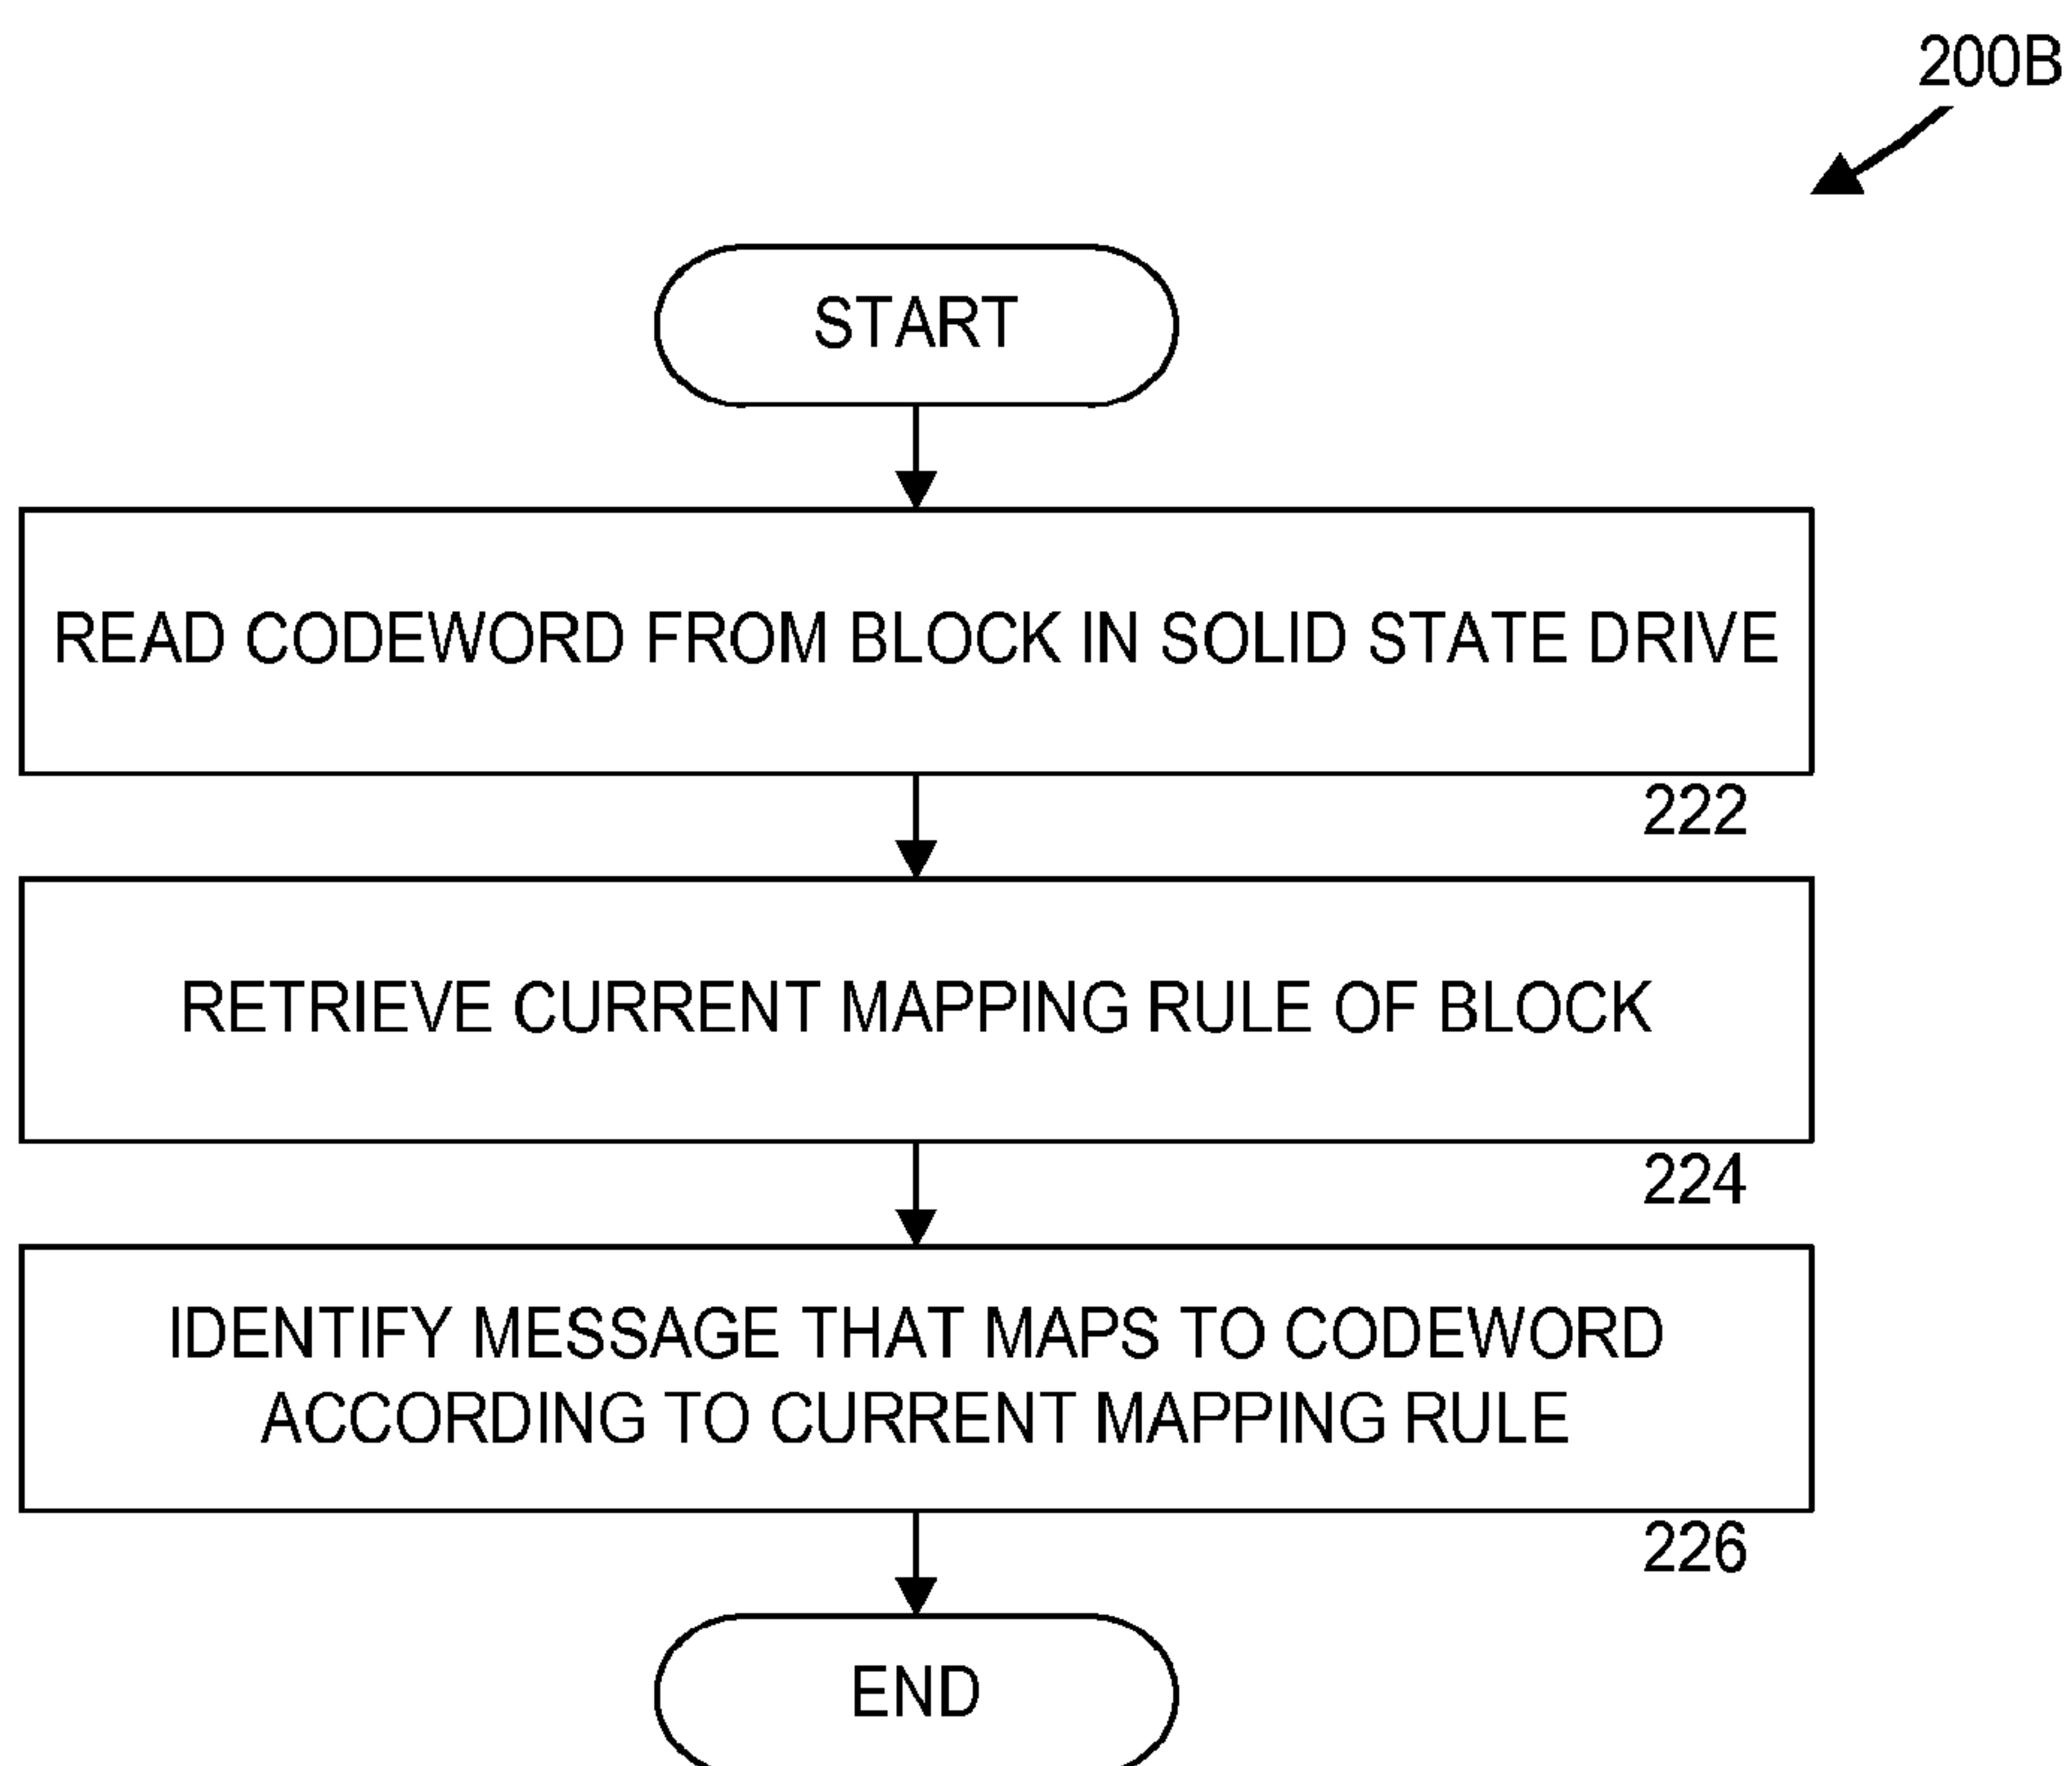 200B
START
READ CODEWORD FROM BLOCK IN SOLID STATE DRIVE
222
RETRIEVE CURRENT MAPPING RULE OF BLOCK
224
IDENTIFY MESSAGE THAT MAPS TO CODEWORD
ACCORDING TO CURRENT MAPPING RULE
226
END